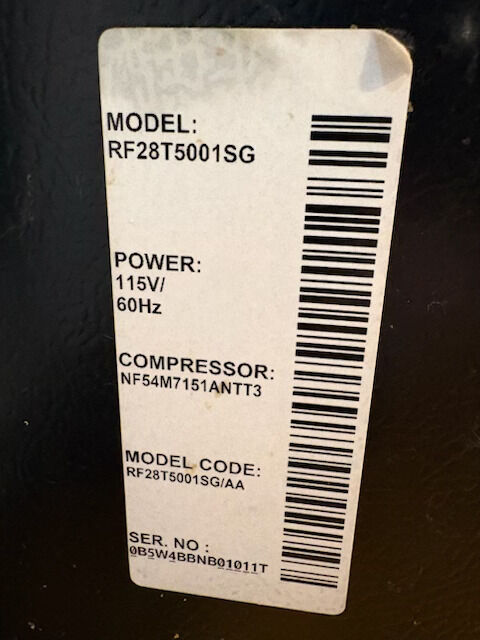 MODEL:
RF28T5001SG
POWER:
115V/
60Hz
COMPRESSOR:
NF54M7151ANTT3
MODEL CODE:
RF28T5001SG/AA
SER. NO :
0B5W4BBNB01011T